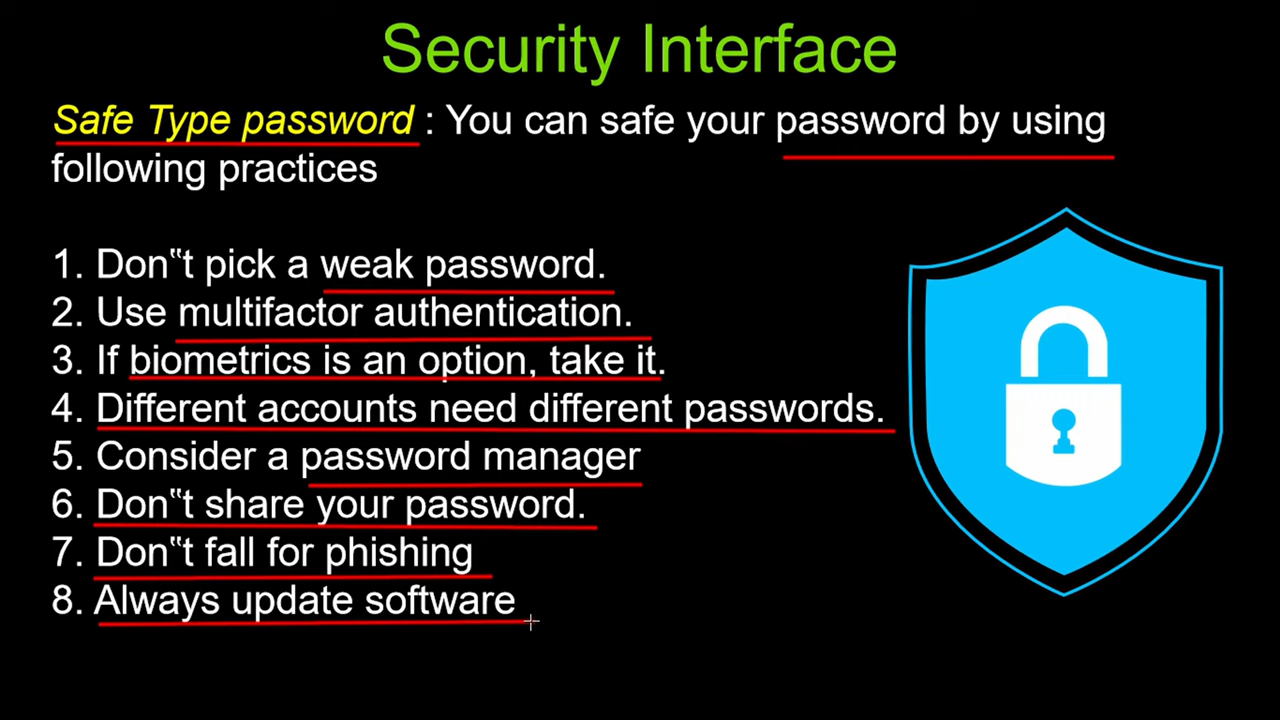 Security Interface
Safe Type password : You can safe your password by using
following practices
1. Don‟t pick a weak password.
2. Use multifactor authentication.
3. If biometrics is an option, take it.
4. Different accounts need different passwords.
5. Consider a password manager
6. Don‟t share your password.
7. Don‟t fall for phishing
8. Always update software